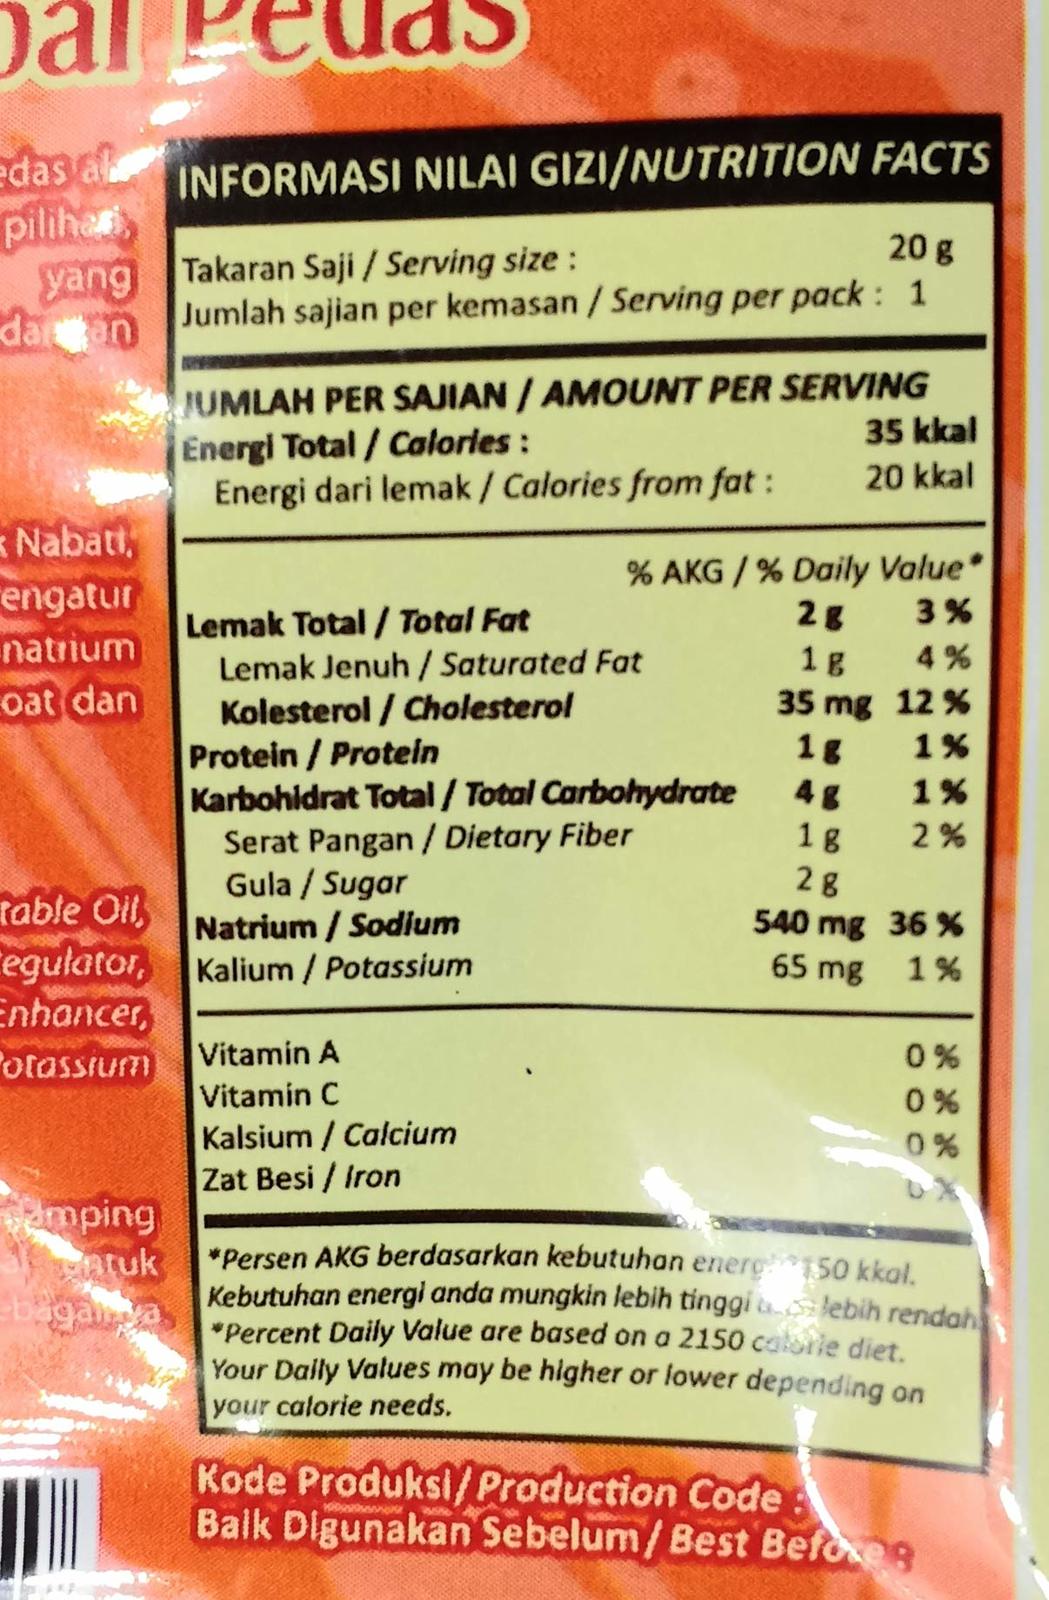 Pedas
pilihan,
yang
k Nabati,
engatur
natrium
dan
table Oil,
egulator,
Enhancer,
otassium
amping
untuk
INFORMASI NILAI GIZI/NUTRITION FACTS
Takaran Saji / Serving size : 20 g
Jumlah sajian per kemasan / Serving per pack : 1
JUMLAH PER SAJIAN / AMOUNT PER SERVING
Energi Total / Calories : 35 kkal
Energi dari lemak / Calories from fat : 20 kkal
% AKG / % Daily Value*
Lemak Total / Total Fat 2 g 3 %
Lemak Jenuh / Saturated Fat 1 g 4 %
Kolesterol / Cholesterol 35 mg 12 %
Protein / Protein 1 g 1 %
Karbohidrat Total / Total Carbohydrate 4 g 1 %
Serat Pangan / Dietary Fiber 1 g 2 %
Gula / Sugar 2 g
Natrium / Sodium 540 mg 36 %
Kalium / Potassium 65 mg 1 %
Vitamin A 0 %
Vitamin C 0 %
Kalsium / Calcium 0 %
Zat Besi / Iron 0 %
*Persen AKG berdasarkan kebutuhan energi 2150 kkal.
Kebutuhan energi anda mungkin lebih tinggi lebih rendah
*Percent Daily Value are based on a 2150 calorie diet.
Your Daily Values may be higher or lower depending on
your calorie needs.
Kode Produksi/Production Code :
Baik Digunakan Sebelum/Best Before :